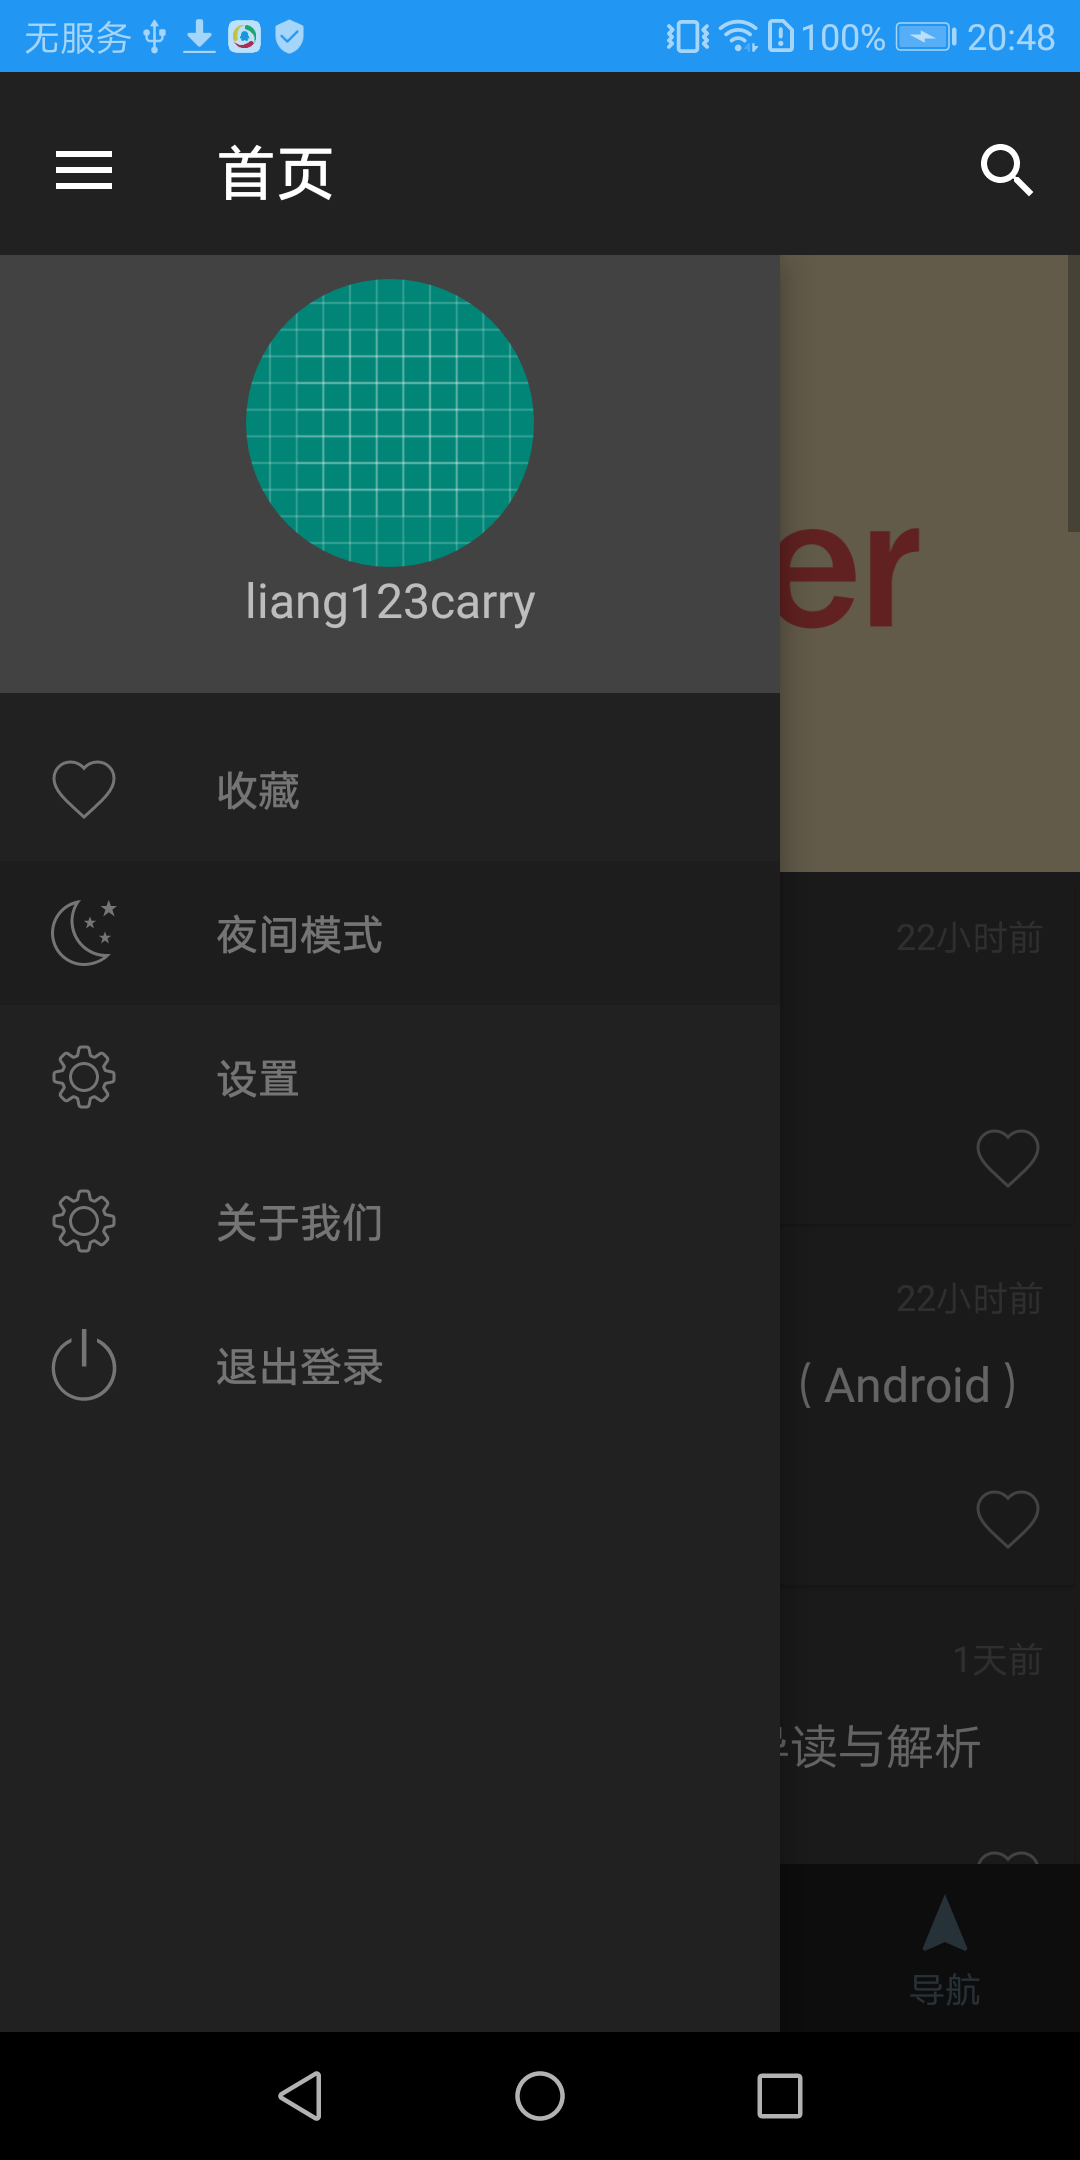 无服务 100% 20:48
首页
er
liang123carry
收藏
夜间模式
22小时前
设置
关于我们
22小时前
退出登录
( Android )
1天前
读与解析
导航